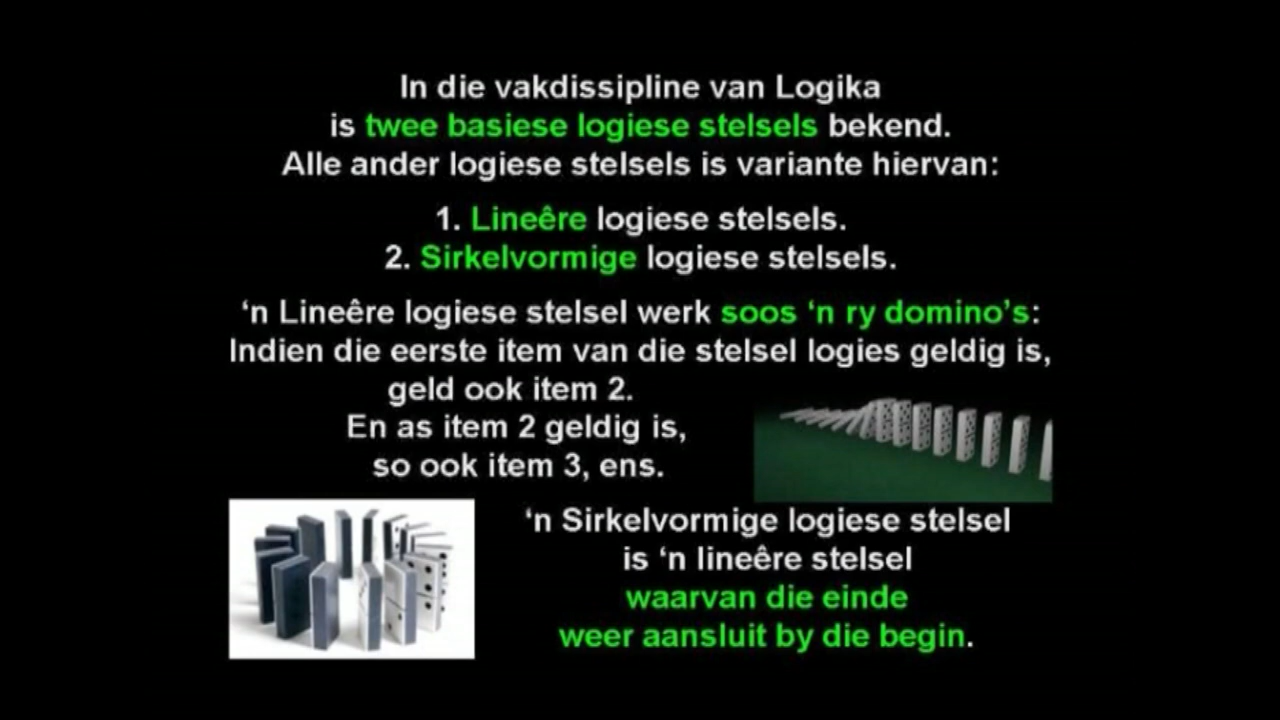 In die vakdissipline van Logika
is twee basiese logiese stelsels bekend.
Alle ander logiese stelsels is variante hiervan:
1. Lineêre logiese stelsels.
2. Sirkelvormige logiese stelsels.
‘n Lineêre logiese stelsel werk soos ‘n ry domino’s:
Indien die eerste item van die stelsel logies geldig is,
geld ook item 2.
En as item 2 geldig is,
so ook item 3, ens.
‘n Sirkelvormige logiese stelsel
is ‘n lineêre stelsel
waarvan die einde
weer aansluit by die begin.